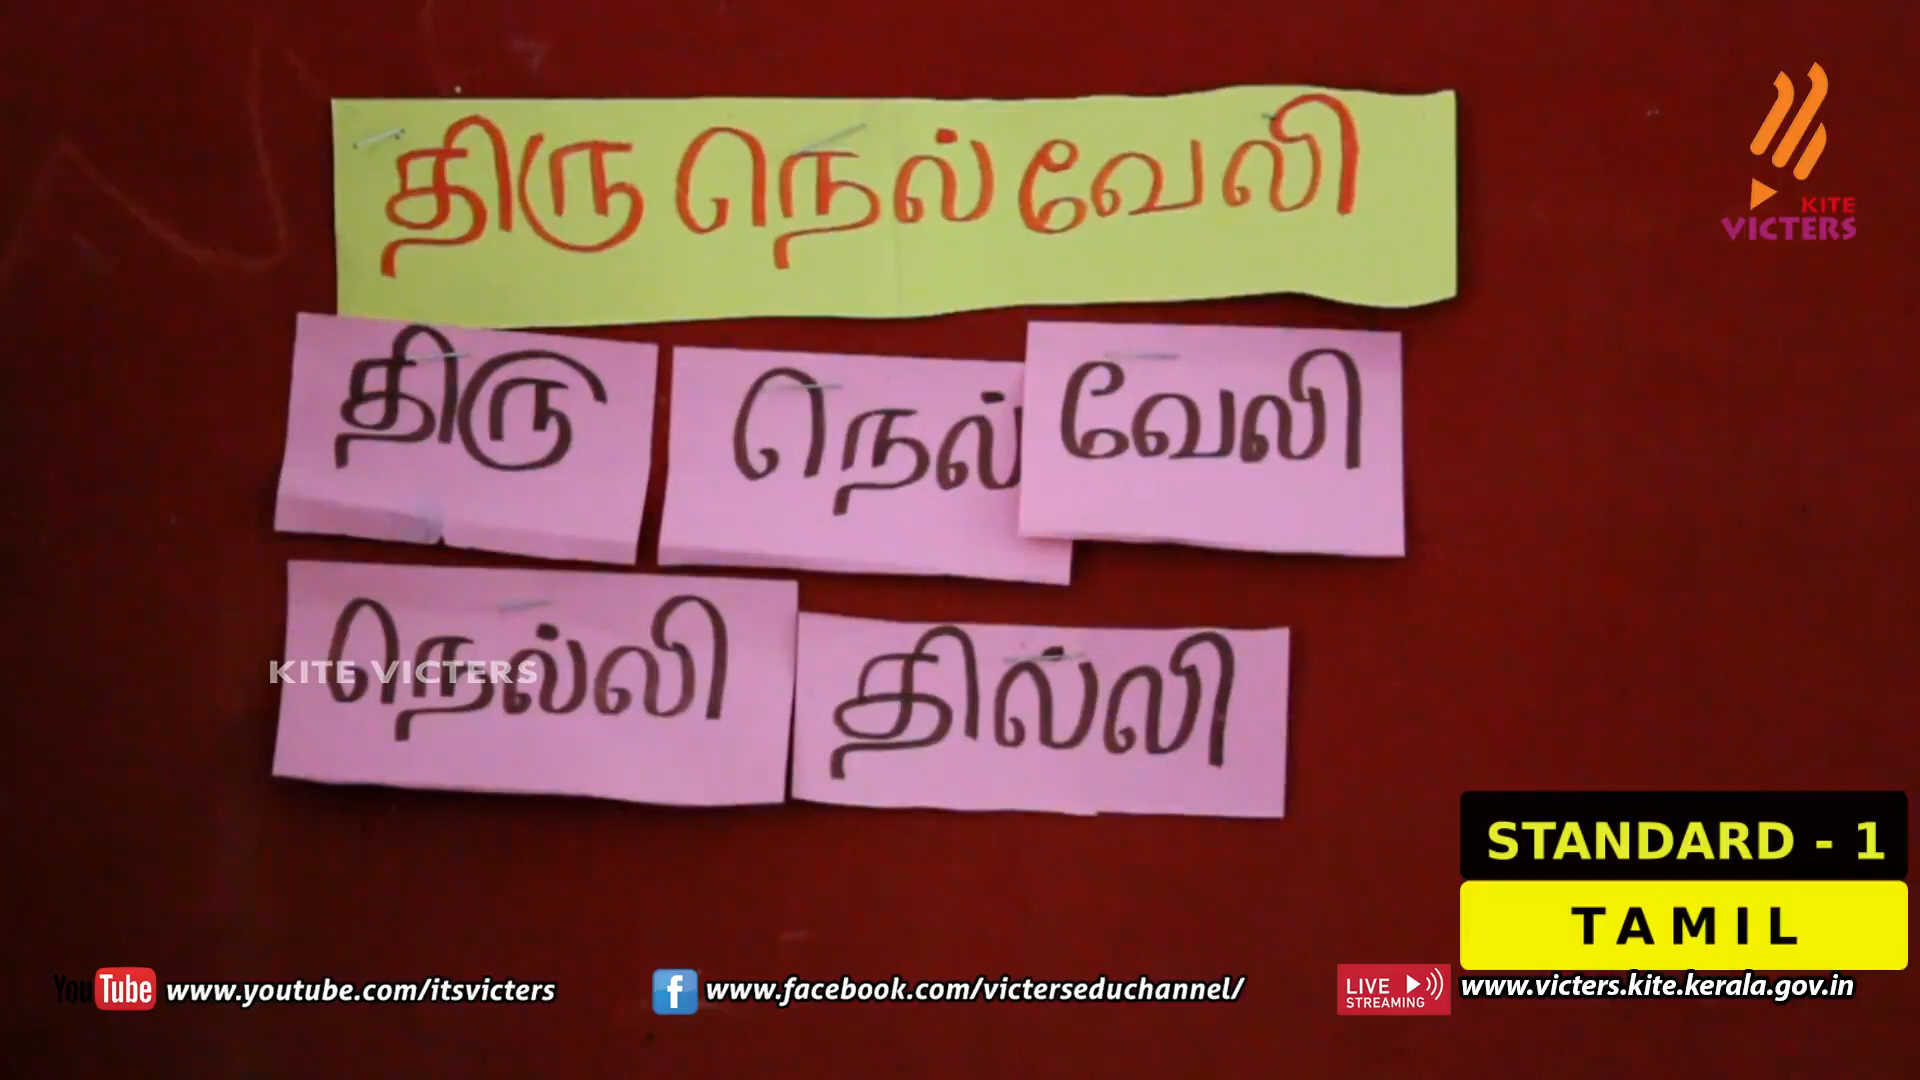 திருநெல்வேலி
KITE
VICTERS
திரு நெல் வேலி
நெல்லி தில்லி
KITE VICTERS
STANDARD - 1
TAMIL
YouTube www.youtube.com/itsvicters
f www.facebook.com/victerseduchannel/
LIVE STREAMING www.victers.kite.kerala.gov.in